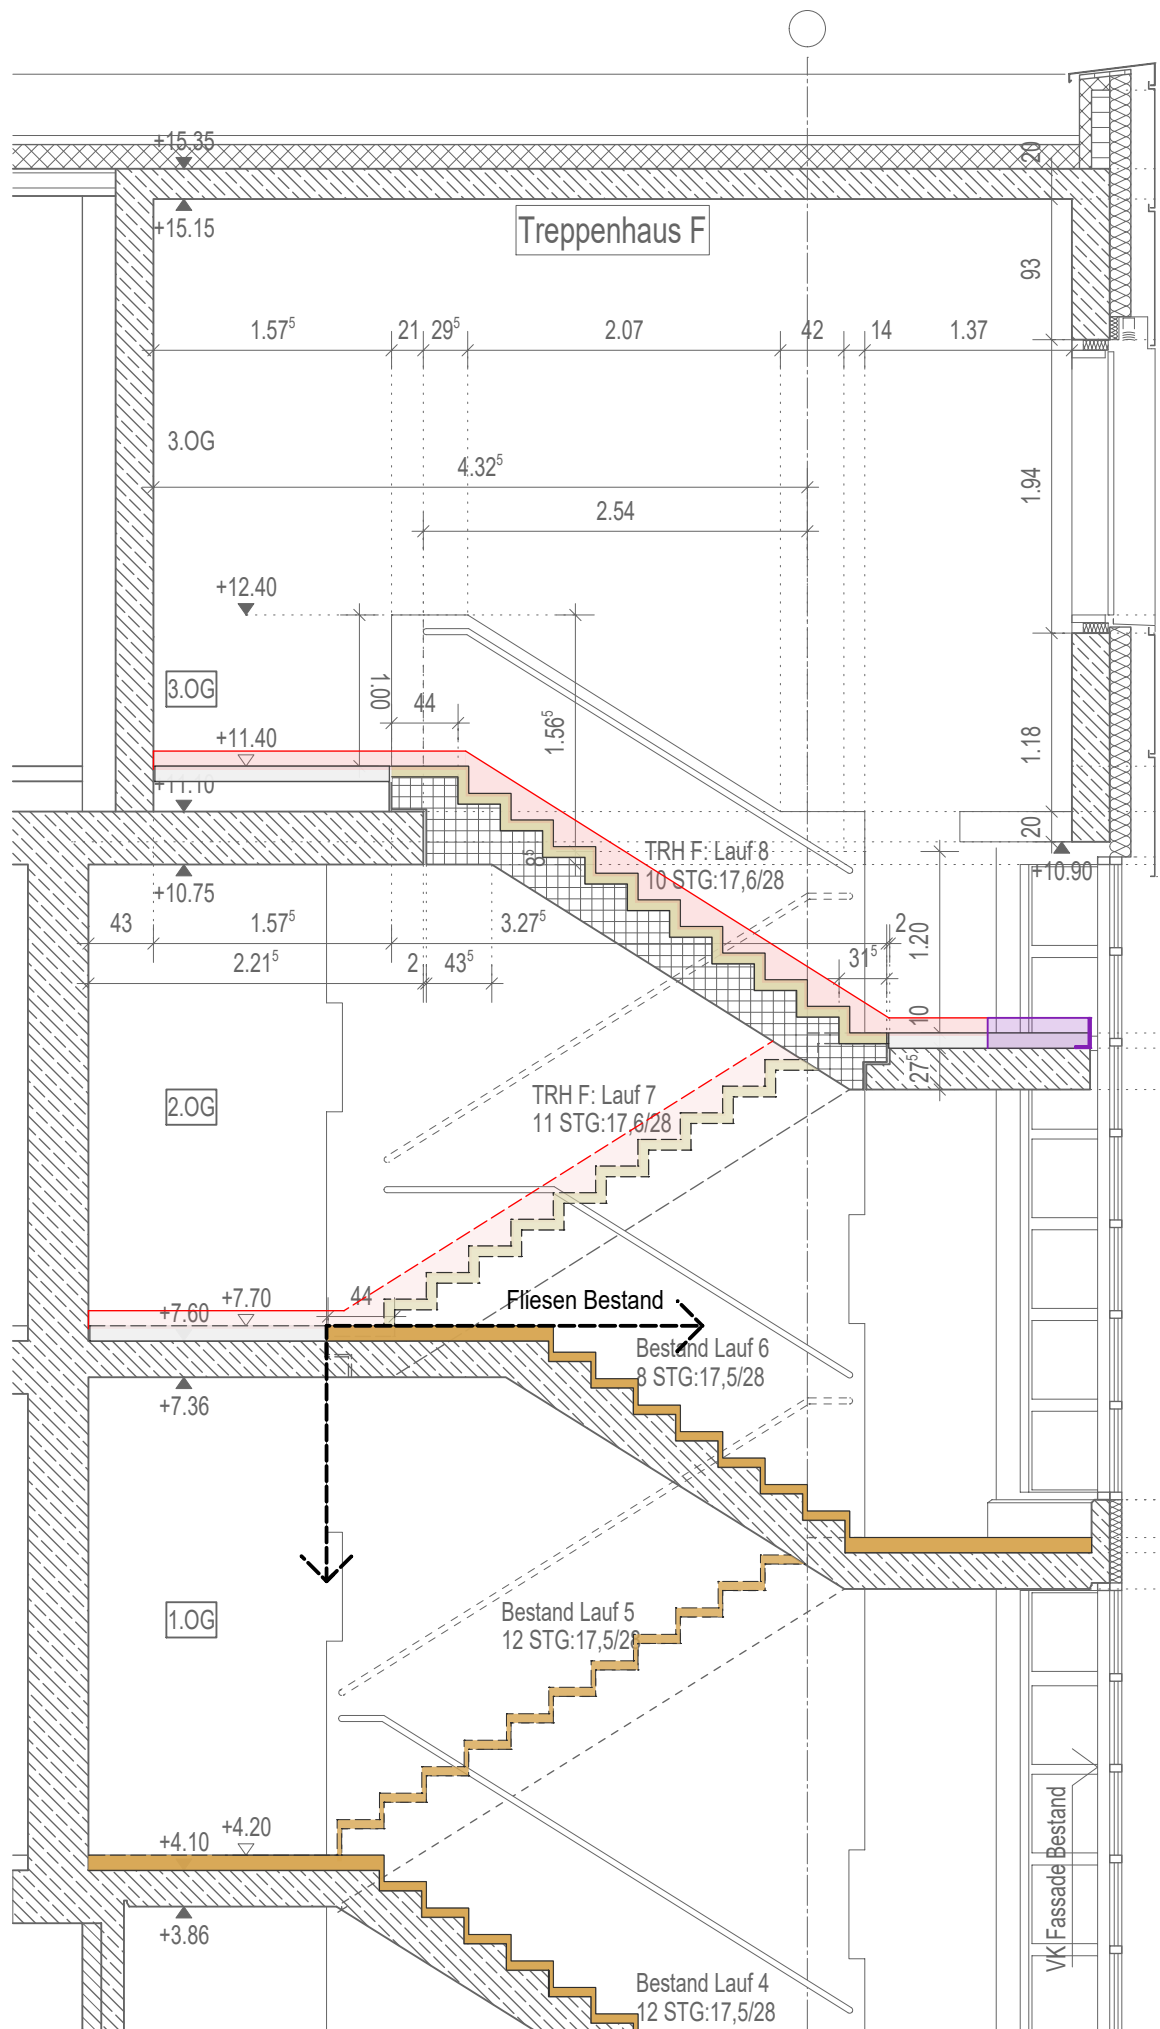 +15.35
20
+15.15
Treppenhaus F
93
1.57⁵
21
29⁵
2.07
42
14
1.37
3.OG
4.32⁵
1.94
2.54
+12.40
3.OG
1.00
44
1.56⁵
1.18
+11.40
+11.10
20
TRH F: Lauf 8
10 STG:17,6/28
8⁵
+10.75
+10.90
43
1.57⁵
3.27⁵
2
1.20
2.21⁵
2
43⁵
31⁵
10
27⁵
2.OG
TRH F: Lauf 7
11 STG:17,6/28
+7.70
44
+7.60
Fliesen Bestand
Bestand Lauf 6
8 STG:17,5/28
+7.36
1.OG
Bestand Lauf 5
12 STG:17,5/28
+4.20
+4.10
VK Fassade Bestand
+3.86
Bestand Lauf 4
12 STG:17,5/28